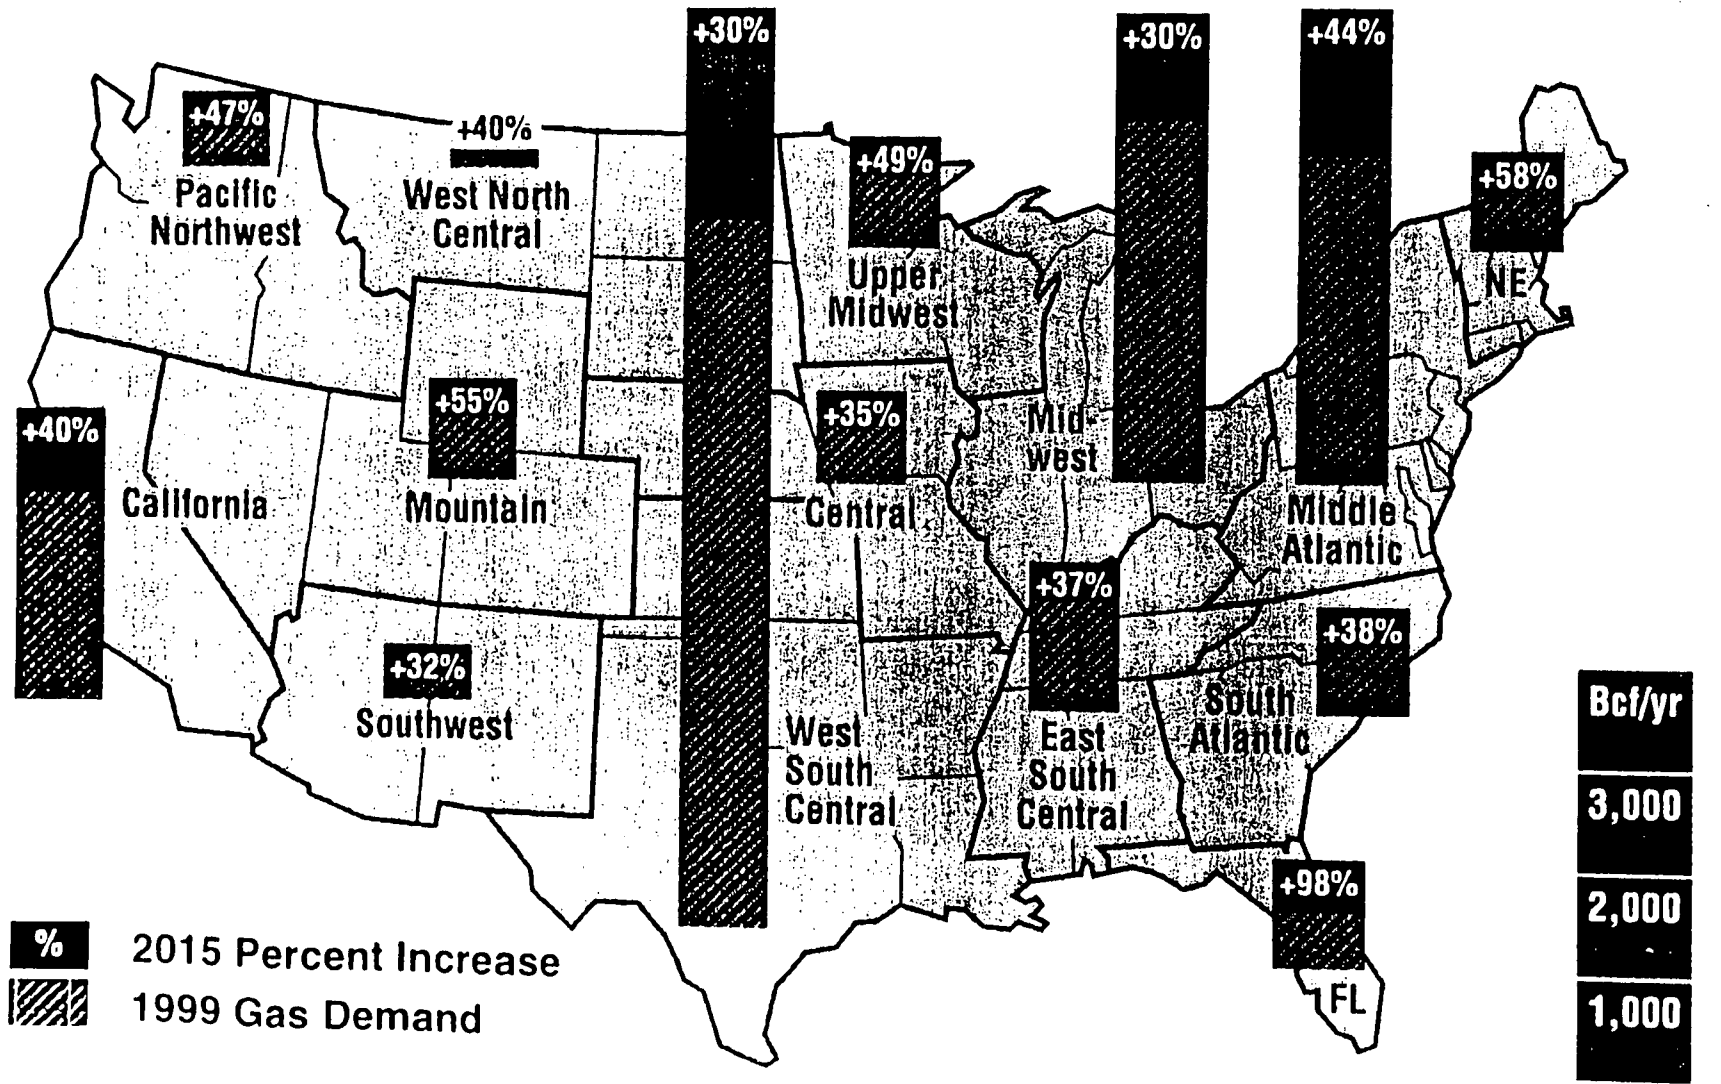 +30%
+30%
+44%
+47%
+40%
+49%
+58%
Pacific
Northwest
West North
Central
Upper
Midwest
NE
+40%
+55%
+35%
Mid-
west
California
Mountain
Central
Middle
Atlantic
+37%
+38%
+32%
Southwest
West
South
Central
East
South
Central
South
Atlantic
+98%
FL
Bcf/yr
3,000
2,000
1,000
% 2015 Percent Increase
1999 Gas Demand